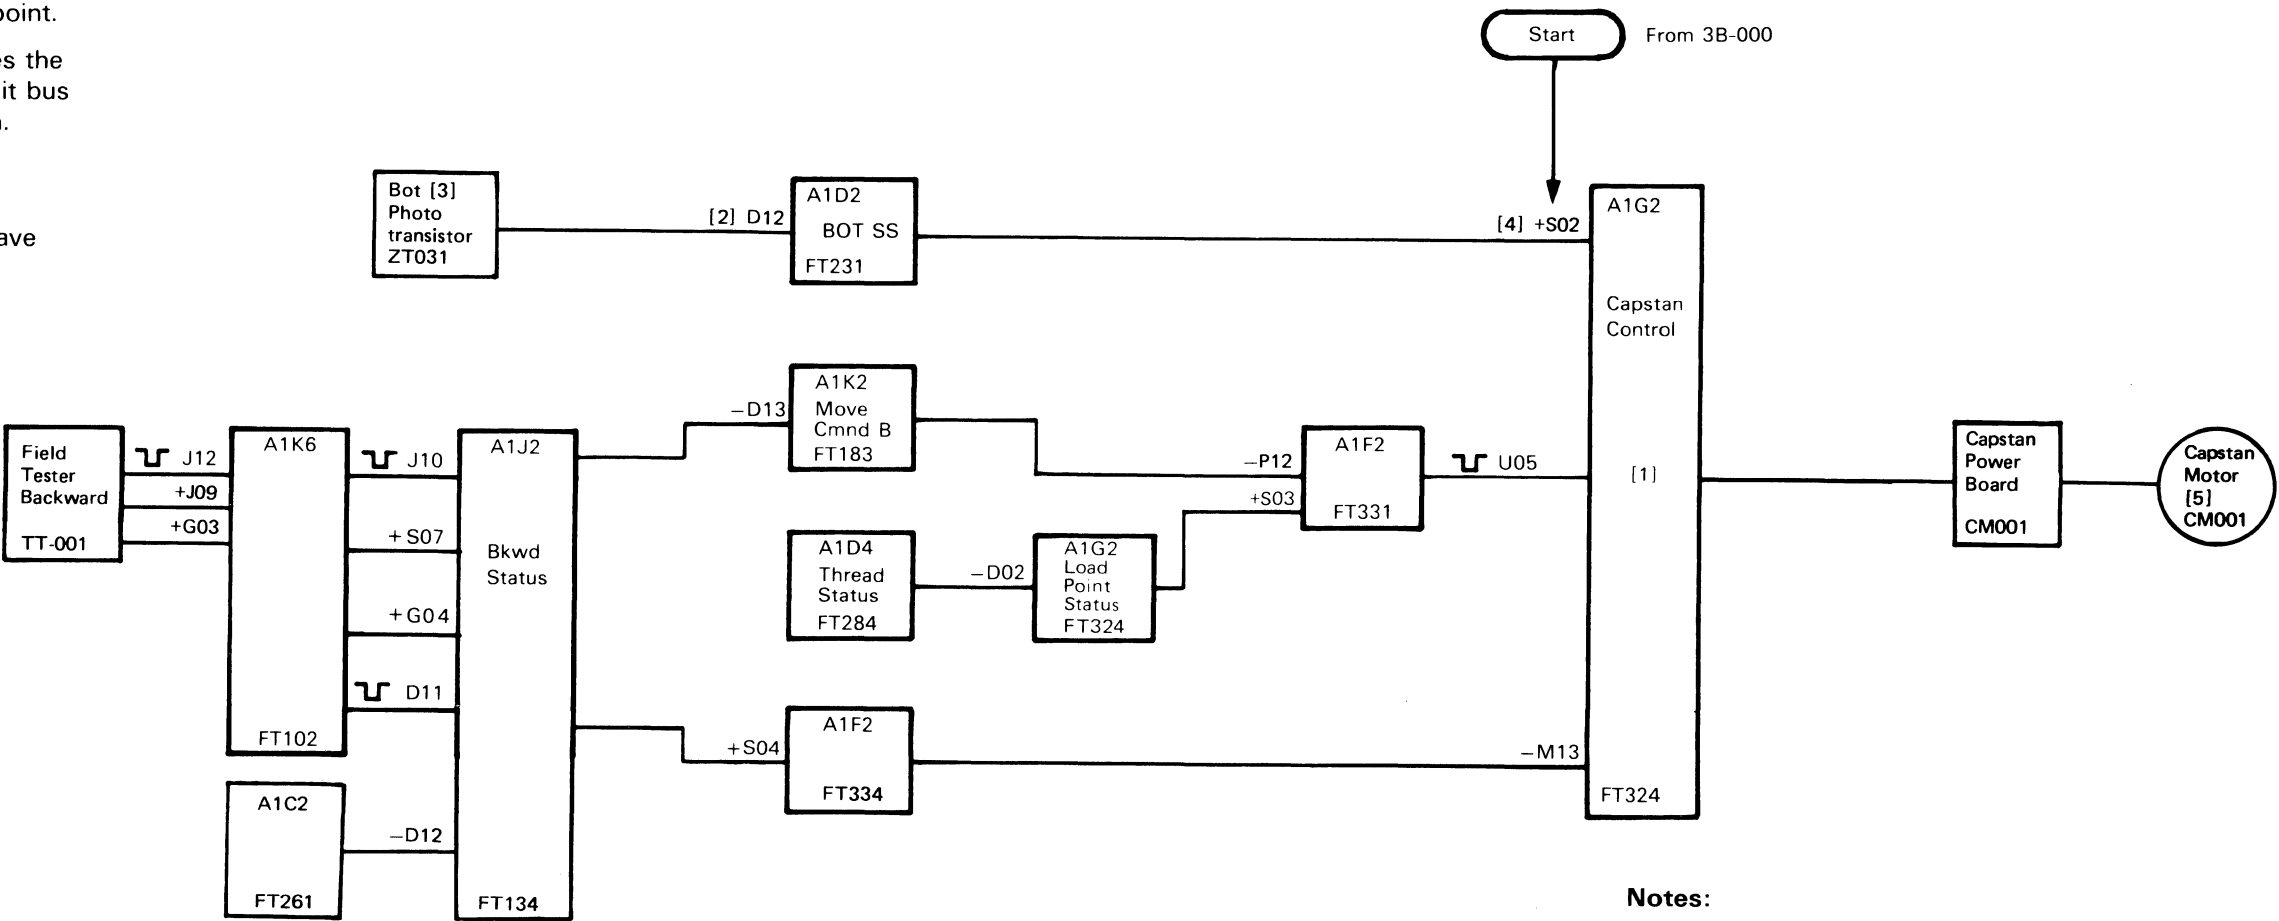 point.
es the
it bus
ave
Start
From 3B-000
Bot [3]
Photo
transistor
ZT031
[2] D12
A1D2
BOT SS
FT231
[4] +S02
A1G2
Capstan
Control
[1]
FT324
Field
Tester
Backward
TT-001
J12
+J09
+G03
A1K6
FT102
J10
+S07
+G04
D11
A1C2
FT261
−D12
A1J2
Bkwd
Status
FT134
−D13
A1K2
Move
Cmnd B
FT183
A1D4
Thread
Status
FT284
−D02
A1G2
Load
Point
Status
FT324
−P12
+S03
A1F2
FT331
U05
+S04
A1F2
FT334
−M13
Capstan
Power
Board
CM001
Capstan
Motor
[5]
CM001
Notes: